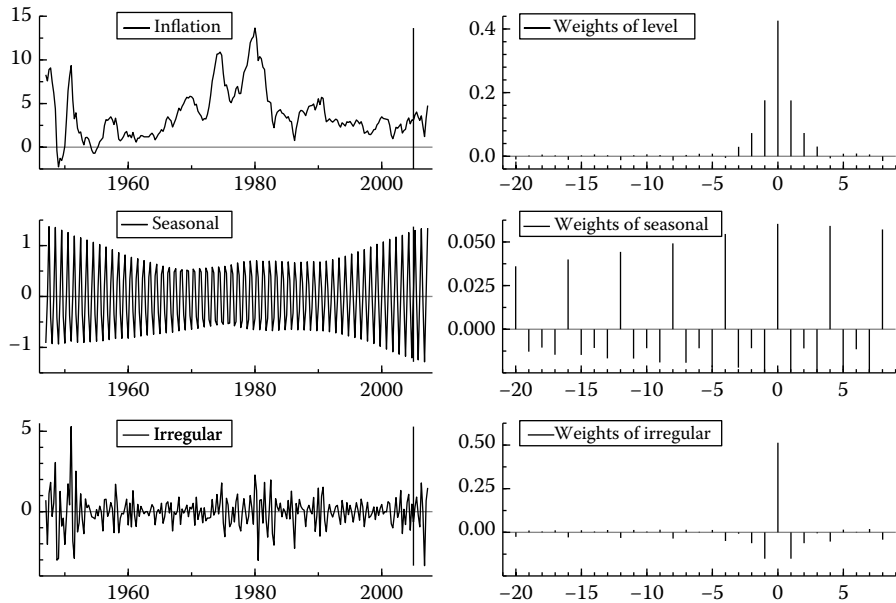 Inflation
15
10
5
0
1960 1980 2000
Weights of level
0.4
0.2
0.0
−20 −15 −10 −5 0 5
Seasonal
1
0
−1
1960 1980 2000
Weights of seasonal
0.050
0.025
0.000
−20 −15 −10 −5 0 5
Irregular
5
0
1960 1980 2000
Weights of irregular
0.50
0.25
0.00
−20 −15 −10 −5 0 5